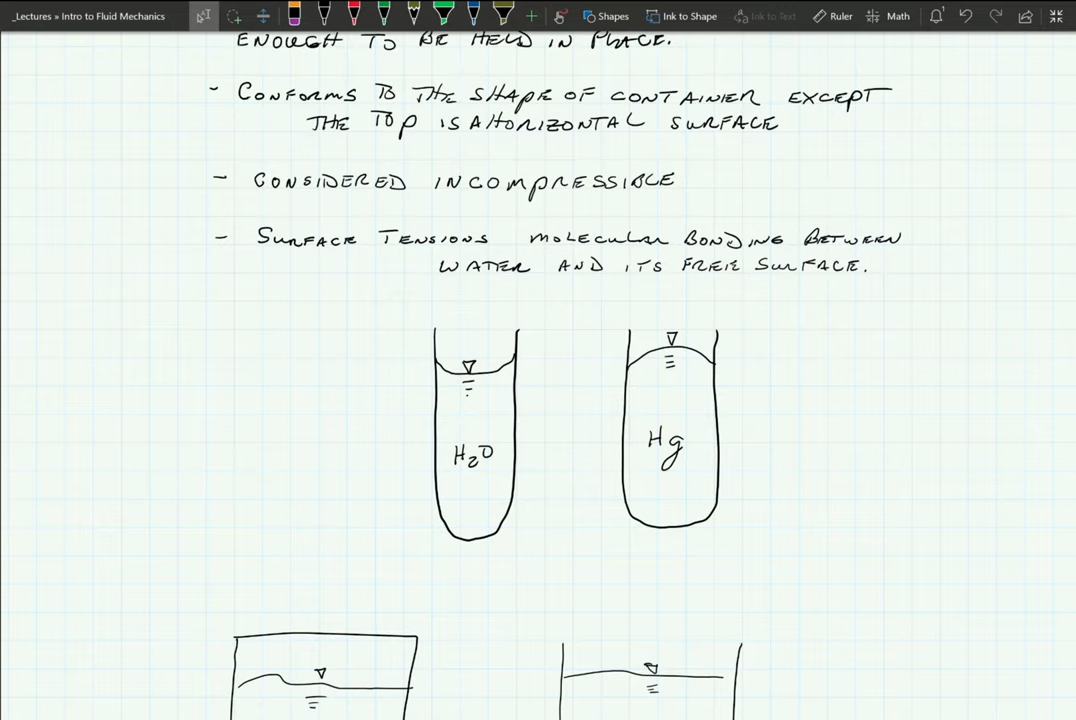 _Lectures » Intro to Fluid Mechanics
Shapes
Ink to Shape
Ink to Text
Ruler
Math
ENOUGH TO BE HELD IN PLACE.
- CONFORMS TO THE SHAPE OF CONTAINER EXCEPT
THE TOP IS A HORIZONTAL SURFACE
- CONSIDERED INCOMPRESSIBLE
- SURFACE TENSIONS MOLECULAR BONDING BETWEEN
WATER AND ITS FREE SURFACE.
H2O
Hg